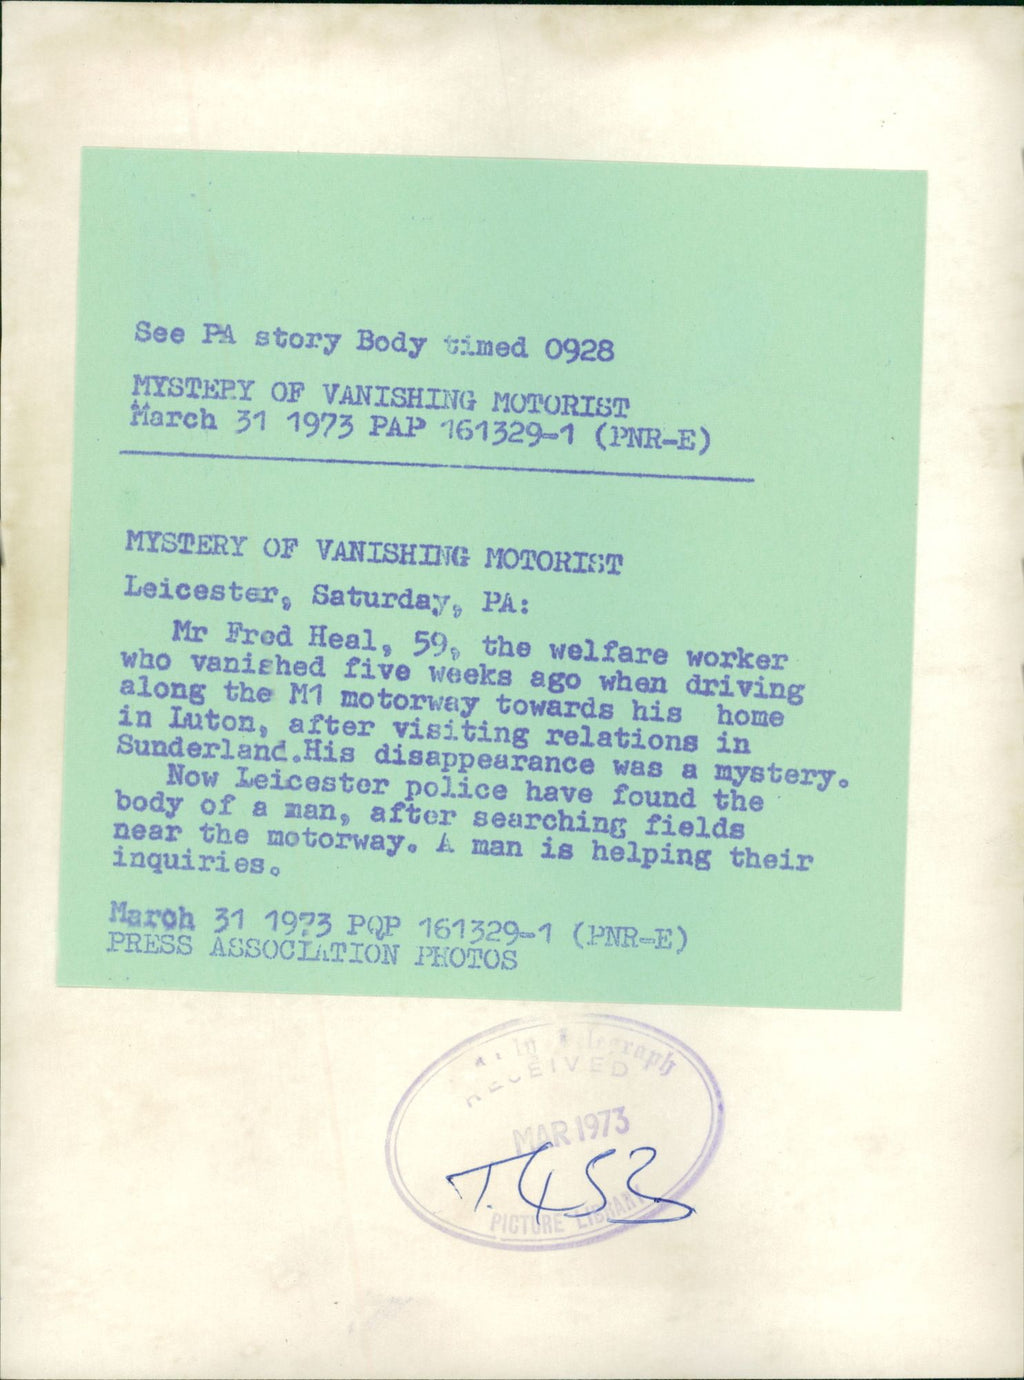 See PA story Body timed 0928
MYSTERY OF VANISHING MOTORIST
March 31 1973 PAP 161329-1 (PNR-E)
MYSTERY OF VANISHING MOTORIST
Leicester, Saturday, PA:
Mr Fred Heal, 59, the welfare worker
who vanished five weeks ago when driving
along the M1 motorway towards his home
in Luton, after visiting relations in
Sunderland.His disappearance was a mystery.
Now Leicester police have found the
body of a man, after searching fields
near the motorway. A man is helping their
inquiries.
March 31 1973 PQP 161329-1 (PNR-E)
PRESS ASSOCIATION PHOTOS
Telegraph
RECEIVED
MAR 1973
T.453
PICTURE LIBRARY